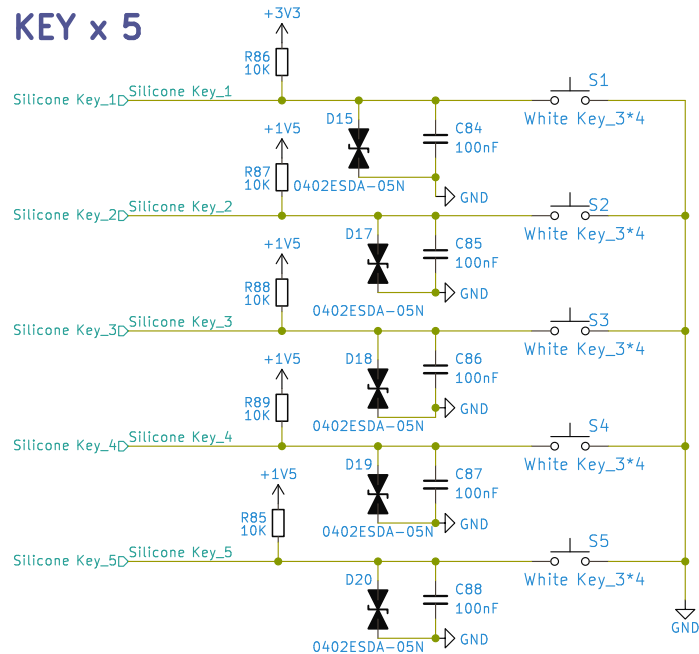 KEY x 5
+3V3
R86
10K
Silicone Key_1
Silicone Key_1
S1
White Key_3*4
D15
C84
100nF
0402ESDA-05N
GND
+1V5
R87
10K
Silicone Key_2
Silicone Key_2
S2
White Key_3*4
D17
C85
100nF
0402ESDA-05N
GND
+1V5
R88
10K
Silicone Key_3
Silicone Key_3
S3
White Key_3*4
D18
C86
100nF
0402ESDA-05N
GND
+1V5
R89
10K
Silicone Key_4
Silicone Key_4
S4
White Key_3*4
D19
C87
100nF
0402ESDA-05N
GND
+1V5
R85
10K
Silicone Key_5
Silicone Key_5
S5
White Key_3*4
D20
C88
100nF
0402ESDA-05N
GND
GND